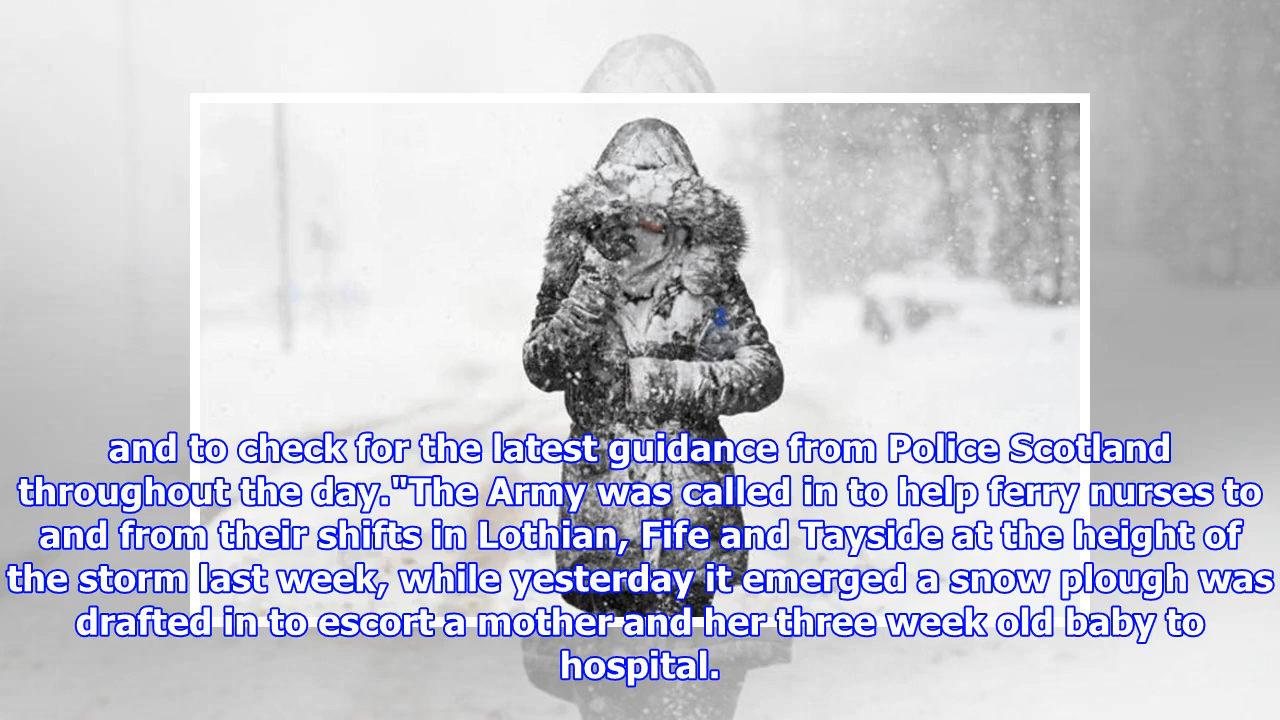 and to check for the latest guidance from Police Scotland
throughout the day."The Army was called in to help ferry nurses to
and from their shifts in Lothian, Fife and Tayside at the height of
the storm last week, while yesterday it emerged a snow plough was
drafted in to escort a mother and her three week old baby to
hospital.